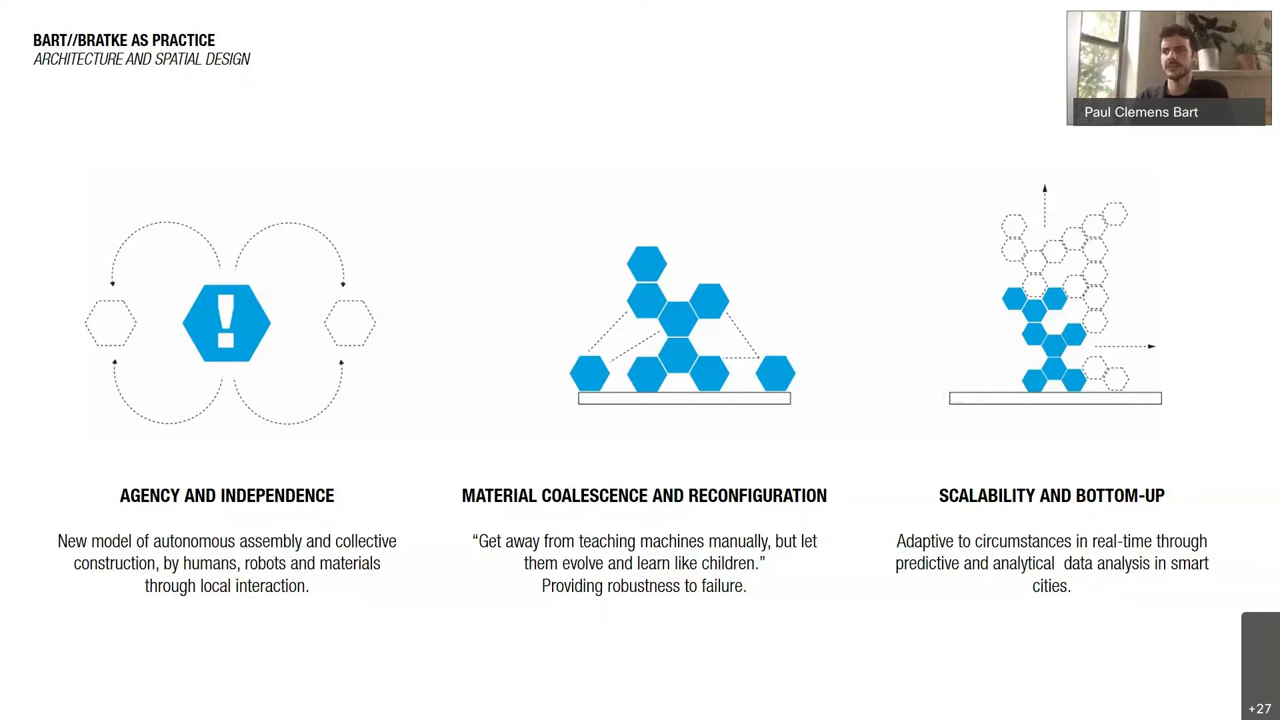 BART//BRATKE AS PRACTICE
ARCHITECTURE AND SPATIAL DESIGN
Paul Clemens Bart
!
AGENCY AND INDEPENDENCE
New model of autonomous assembly and collective
construction, by humans, robots and materials
through local interaction.
MATERIAL COALESCENCE AND RECONFIGURATION
“Get away from teaching machines manually, but let
them evolve and learn like children.”
Providing robustness to failure.
SCALABILITY AND BOTTOM-UP
Adaptive to circumstances in real-time through
predictive and analytical data analysis in smart
cities.
+27